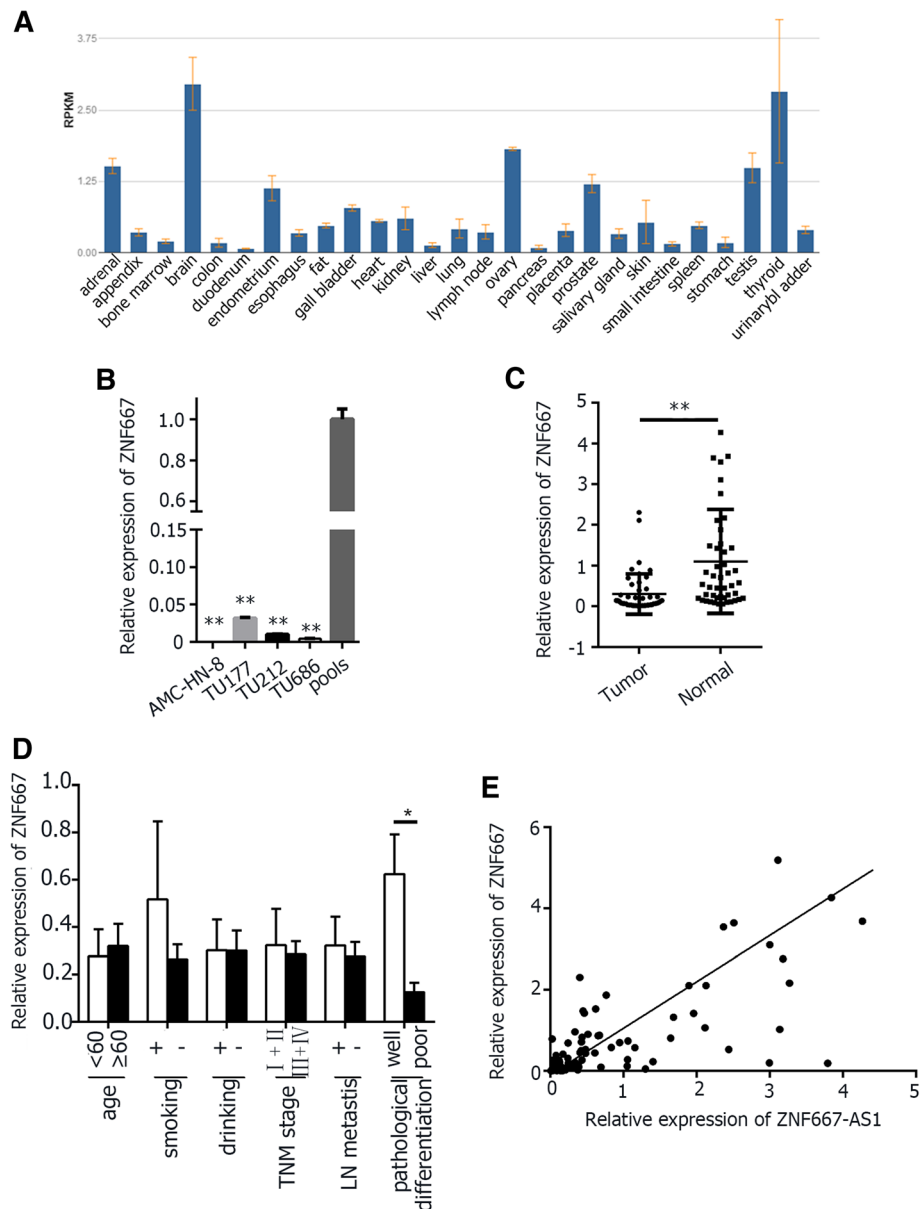 A
3.75
2.50
1.25
0.00
RPKM
adrenal
appendix
bone marrow
brain
colon
duodenum
endometrium
esophagus
fat
gall bladder
heart
kidney
liver
lung
lymph node
ovary
pancreas
placenta
prostate
salivary gland
skin
small intestine
spleen
stomach
testis
thyroid
urinarybl adder
B
Relative expression of ZNF667
1.0
0.8
0.6
0.15
0.10
0.05
0
**
**
**
**
AMC-HN-8
TU177
TU212
TU686
pools
C
Relative expression of ZNF667
5
4
3
2
1
0
-1
**
Tumor
Normal
D
Relative expression of ZNF667
1.0
0.8
0.6
0.4
0.2
0.0
*
<60
≥60
+
-
+
-
I + II
III+IV
+
-
well
poor
age
smoking
drinking
TNM stage
LN metastis
pathological
differentiation
E
Relative expression of ZNF667
6
4
2
0
0
1
2
3
4
5
Relative expression of ZNF667-AS1